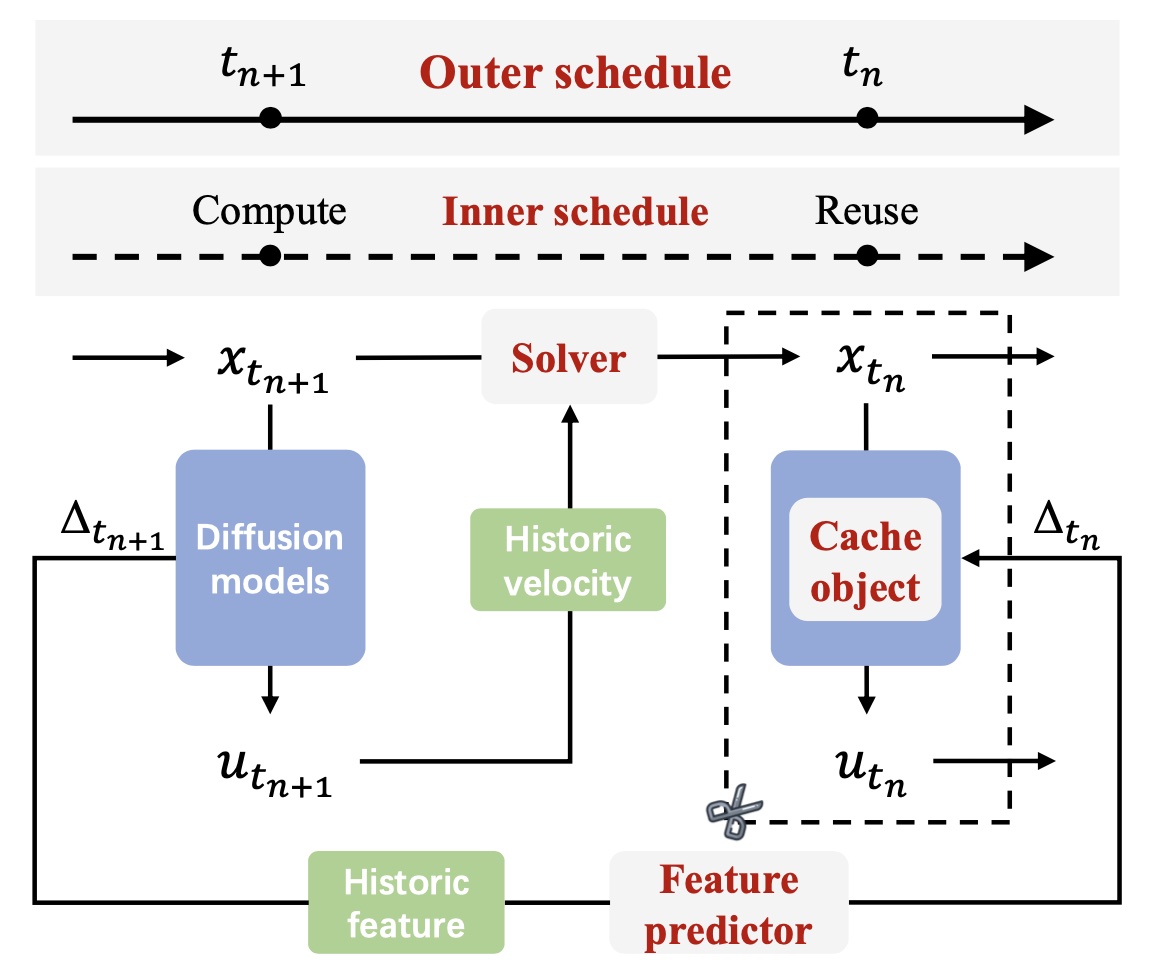 t_{n+1} Outer schedule t_n
Compute Inner schedule Reuse
x_{t_{n+1}} Solver x_{t_n}
Δ_{t_{n+1}} Diffusion
models
Historic
velocity
Cache
object
Δ_{t_n}
u_{t_{n+1}} u_{t_n}
Historic
feature
Feature
predictor